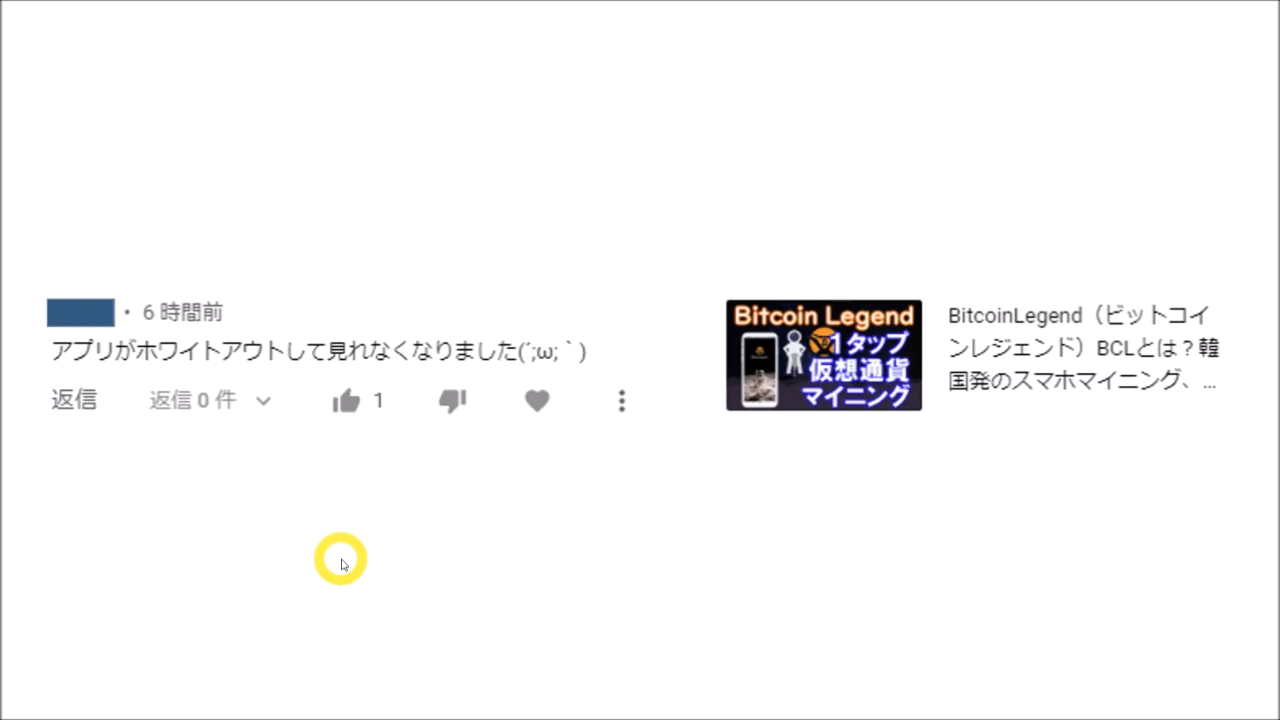 ・ 6 時間前
アプリがホワイトアウトして見れなくなりました(´;ω;｀)
返信 返信 0 件 1
Bitcoin Legend
1タップ
仮想通貨
マイニング
BitcoinLegend（ビットコイ
ンレジェンド）BCLとは？韓
国発のスマホマイニング、...